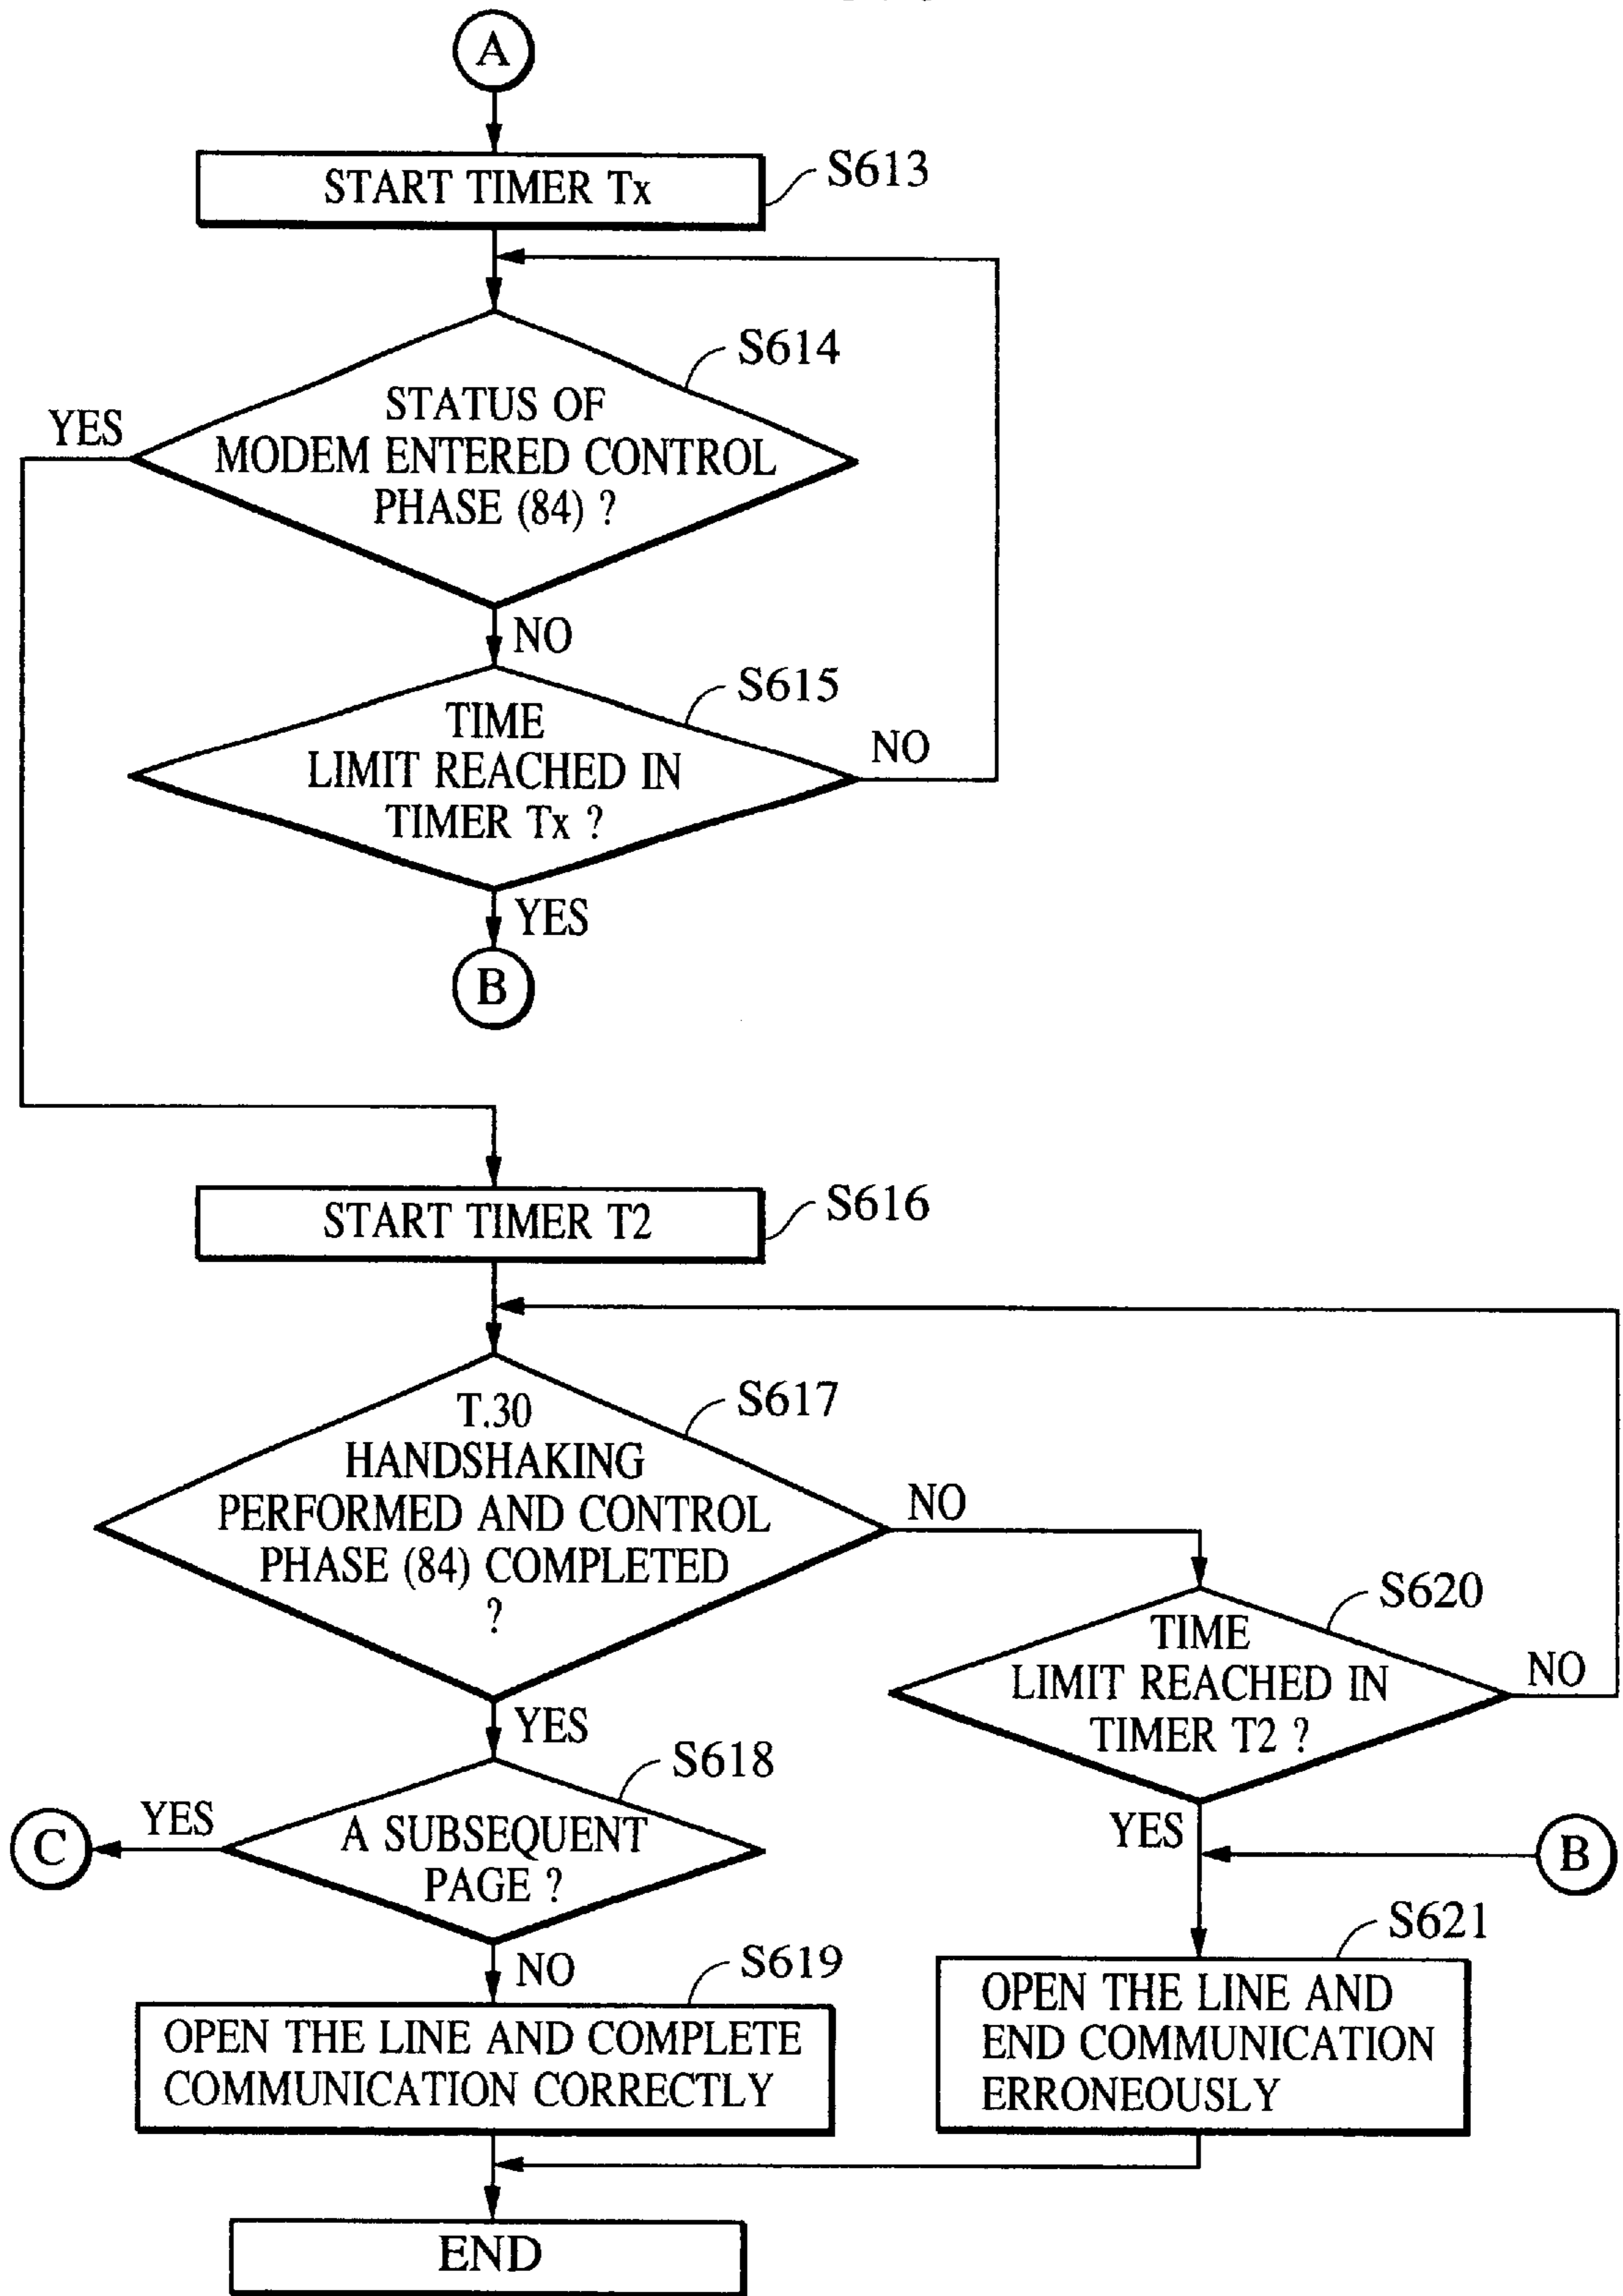 A
START TIMER Tx
S613
S614
STATUS OF
MODEM ENTERED CONTROL
PHASE (84) ?
YES
NO
S615
TIME
LIMIT REACHED IN
TIMER Tx ?
NO
YES
B
START TIMER T2
S616
S617
T.30
HANDSHAKING
PERFORMED AND CONTROL
PHASE (84) COMPLETED
?
NO
S620
TIME
LIMIT REACHED IN
TIMER T2 ?
NO
YES
S618
A SUBSEQUENT
PAGE ?
YES
C
YES
B
NO
S619
OPEN THE LINE AND COMPLETE
COMMUNICATION CORRECTLY
S621
OPEN THE LINE AND
END COMMUNICATION
ERRONEOUSLY
END